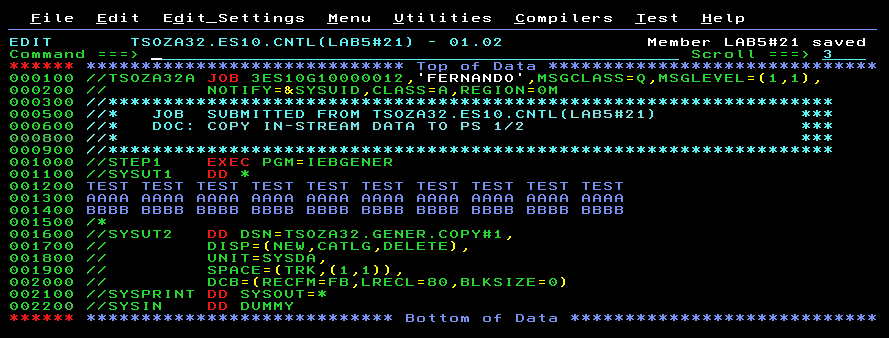 File  Edit  Edit_Settings  Menu  Utilities  Compilers  Test  Help
EDIT       TSOZA32.ES10.CNTL(LAB5#21) - 01.02                Member LAB5#21 saved
Command ===> _                                                  Scroll ===> 3
****** **************************** Top of Data ****************************
000100 //TSOZA32A JOB 3ES10G10000012,'FERNANDO',MSGCLASS=Q,MSGLEVEL=(1,1),
000200 //         NOTIFY=&SYSUID,CLASS=A,REGION=0M
000300 //******************************************************************
000500 //*   JOB  SUBMITTED FROM TSOZA32.ES10.CNTL(LAB5#21)             ***
000600 //*   DOC: COPY IN-STREAM DATA TO PS 1/2                         ***
000800 //*                                                              ***
000900 //******************************************************************
001000 //STEP1    EXEC PGM=IEBGENER
001100 //SYSUT1   DD *
001200 TEST TEST TEST TEST TEST TEST TEST TEST TEST TEST
001300 AAAA AAAA AAAA AAAA AAAA AAAA AAAA AAAA AAAA AAAA
001400 BBBB BBBB BBBB BBBB BBBB BBBB BBBB BBBB BBBB BBBB
001500 /*
001600 //SYSUT2   DD DSN=TSOZA32.GENER.COPY#1,
001700 //         DISP=(NEW,CATLG,DELETE),
001800 //         UNIT=SYSDA,
001900 //         SPACE=(TRK,(1,1)),
002000 //         DCB=(RECFM=FB,LRECL=80,BLKSIZE=0)
002100 //SYSPRINT DD SYSOUT=*
002200 //SYSIN    DD DUMMY
****** **************************** Bottom of Data ****************************